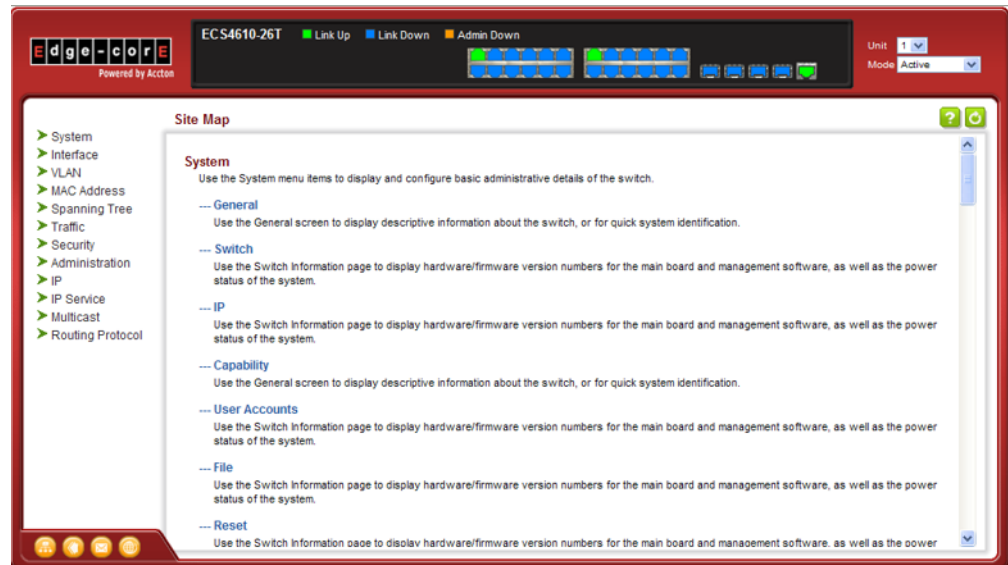 Edge-corE
Powered by Accton
ECS4610-26T
Link Up
Link Down
Admin Down
Unit 1
Mode Active
Site Map
System
Interface
VLAN
MAC Address
Spanning Tree
Traffic
Security
Administration
IP
IP Service
Multicast
Routing Protocol
System
Use the System menu items to display and configure basic administrative details of the switch.
--- General
Use the General screen to display descriptive information about the switch, or for quick system identification.
--- Switch
Use the Switch Information page to display hardware/firmware version numbers for the main board and management software, as well as the power
status of the system.
--- IP
Use the Switch Information page to display hardware/firmware version numbers for the main board and management software, as well as the power
status of the system.
--- Capability
Use the General screen to display descriptive information about the switch, or for quick system identification.
--- User Accounts
Use the Switch Information page to display hardware/firmware version numbers for the main board and management software, as well as the power
status of the system.
--- File
Use the Switch Information page to display hardware/firmware version numbers for the main board and management software, as well as the power
status of the system.
--- Reset
Use the Switch Information page to display hardware/firmware version numbers for the main board and management software, as well as the power